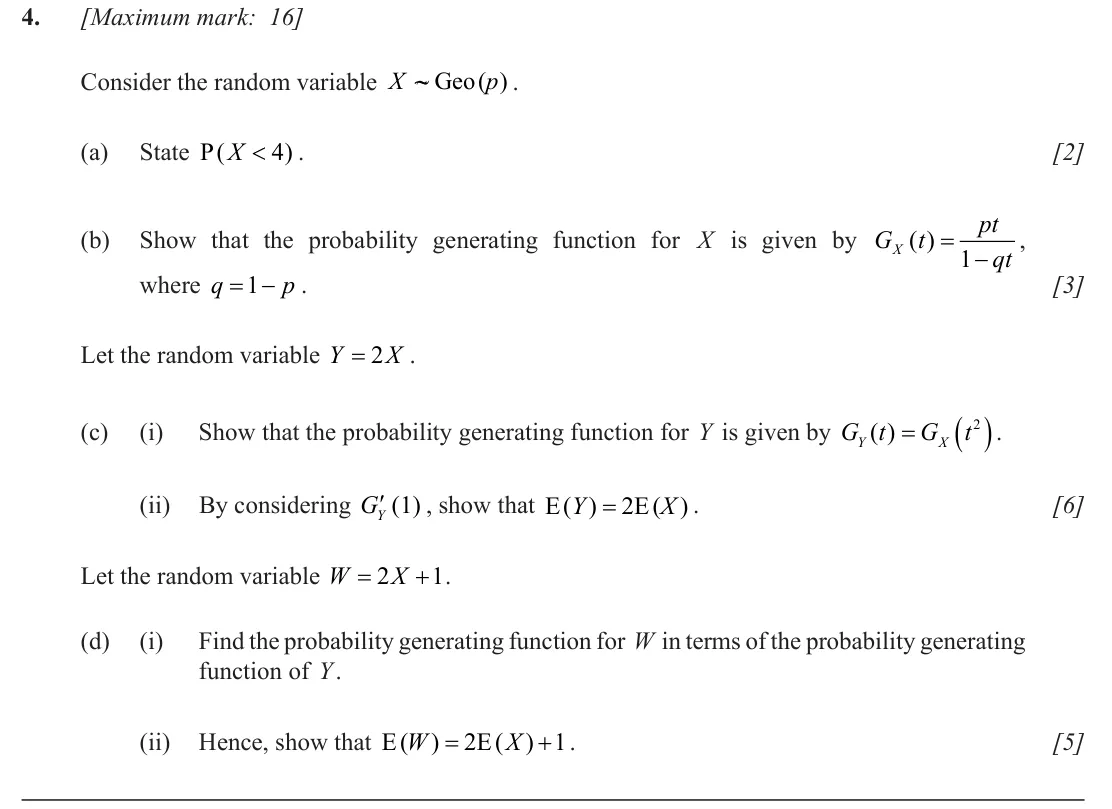 4. [Maximum mark: 16]
Consider the random variable X ~ Geo(p).
(a) State P(X < 4). [2]
(b) Show that the probability generating function for X is given by G_X(t) = pt/(1 − qt),
where q = 1 − p. [3]
Let the random variable Y = 2X.
(c) (i) Show that the probability generating function for Y is given by G_Y(t) = G_X(t²).
(ii) By considering G′_Y(1), show that E(Y) = 2E(X). [6]
Let the random variable W = 2X + 1.
(d) (i) Find the probability generating function for W in terms of the probability generating
function of Y.
(ii) Hence, show that E(W) = 2E(X) + 1. [5]